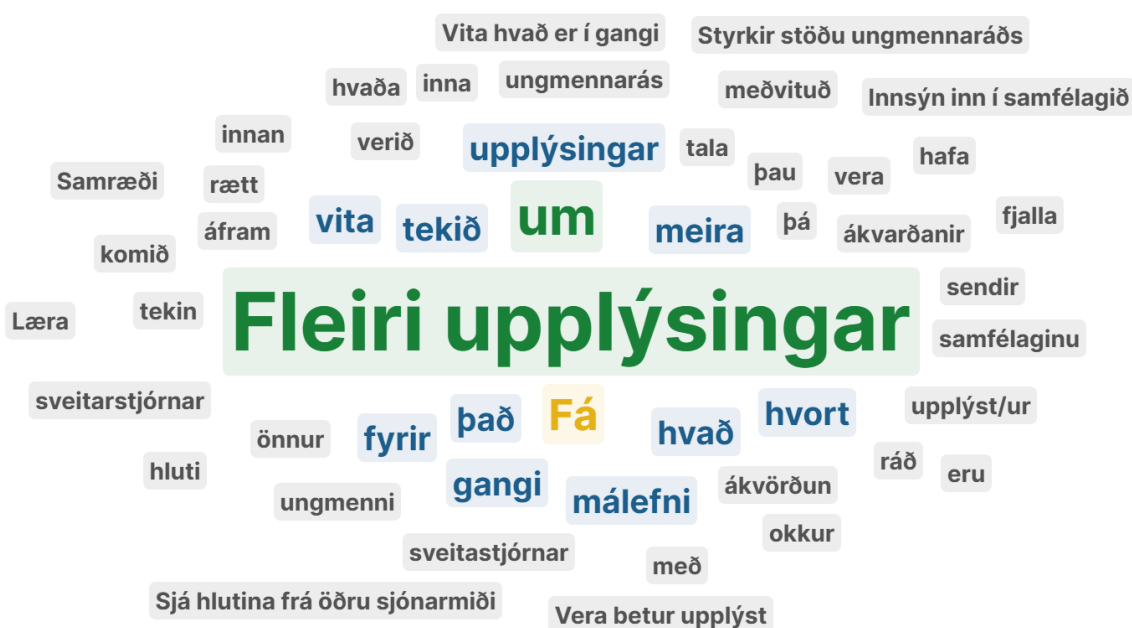 Vita hvað er í gangi
Styrkir stöðu ungmennaráðs
hvaða
inna
ungmennarás
meðvituð
Innsýn inn í samfélagið
innan
verið
upplýsingar
tala
hafa
Samræði
rætt
þau
vera
áfram
vita
tekið
um
meira
þá
ákvarðanir
fjalla
komið
sendir
Læra
tekin
Fleiri upplýsingar
samfélaginu
sveitarstjórnar
önnur
fyrir
það
Fá
hvað
hvort
upplýst/ur
hluti
gangi
ráð
eru
ungmenni
málefni
ákvörðun
okkur
sveitastjórnar
með
Sjá hlutina frá öðru sjónarmiði
Vera betur upplýst